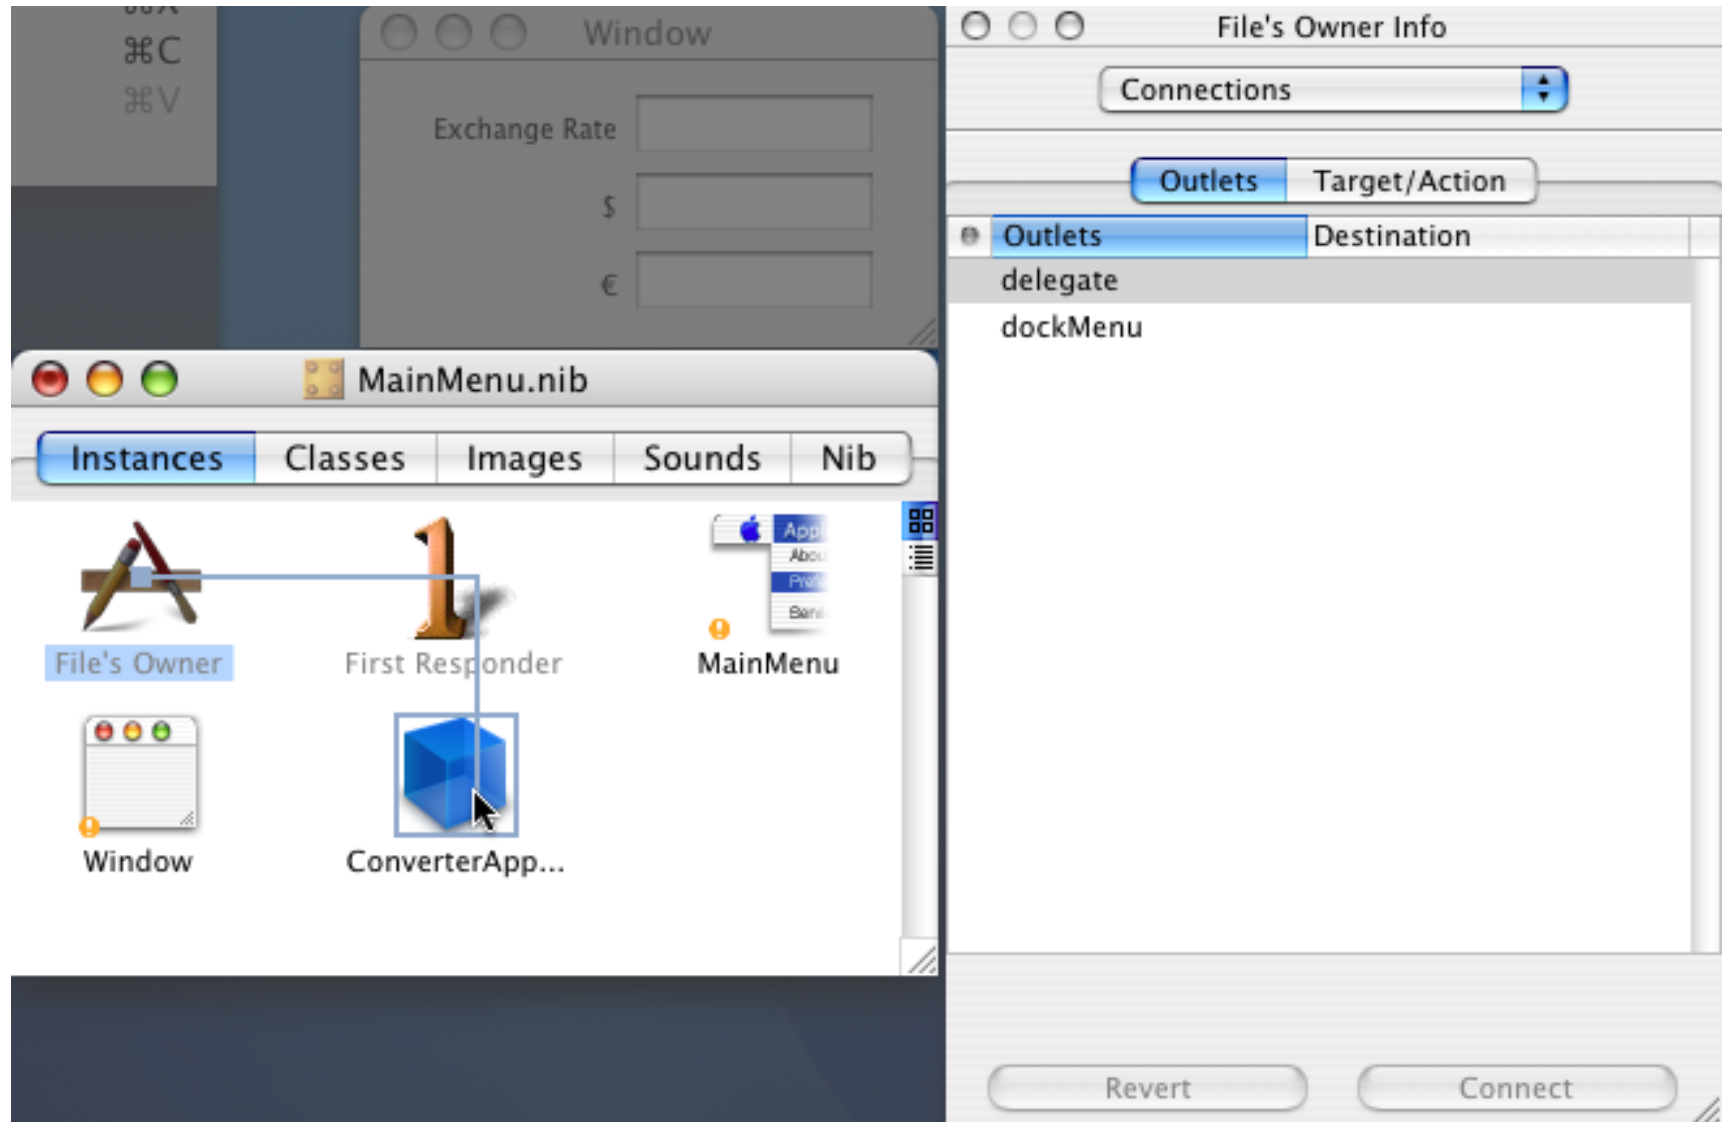 ⌘X
⌘C
⌘V
Window
Exchange Rate
$
€
MainMenu.nib
Instances Classes Images Sounds Nib
File's Owner
First Responder
MainMenu
Window
ConverterApp...
File's Owner Info
Connections
Outlets Target/Action
Outlets Destination
delegate
dockMenu
Revert Connect